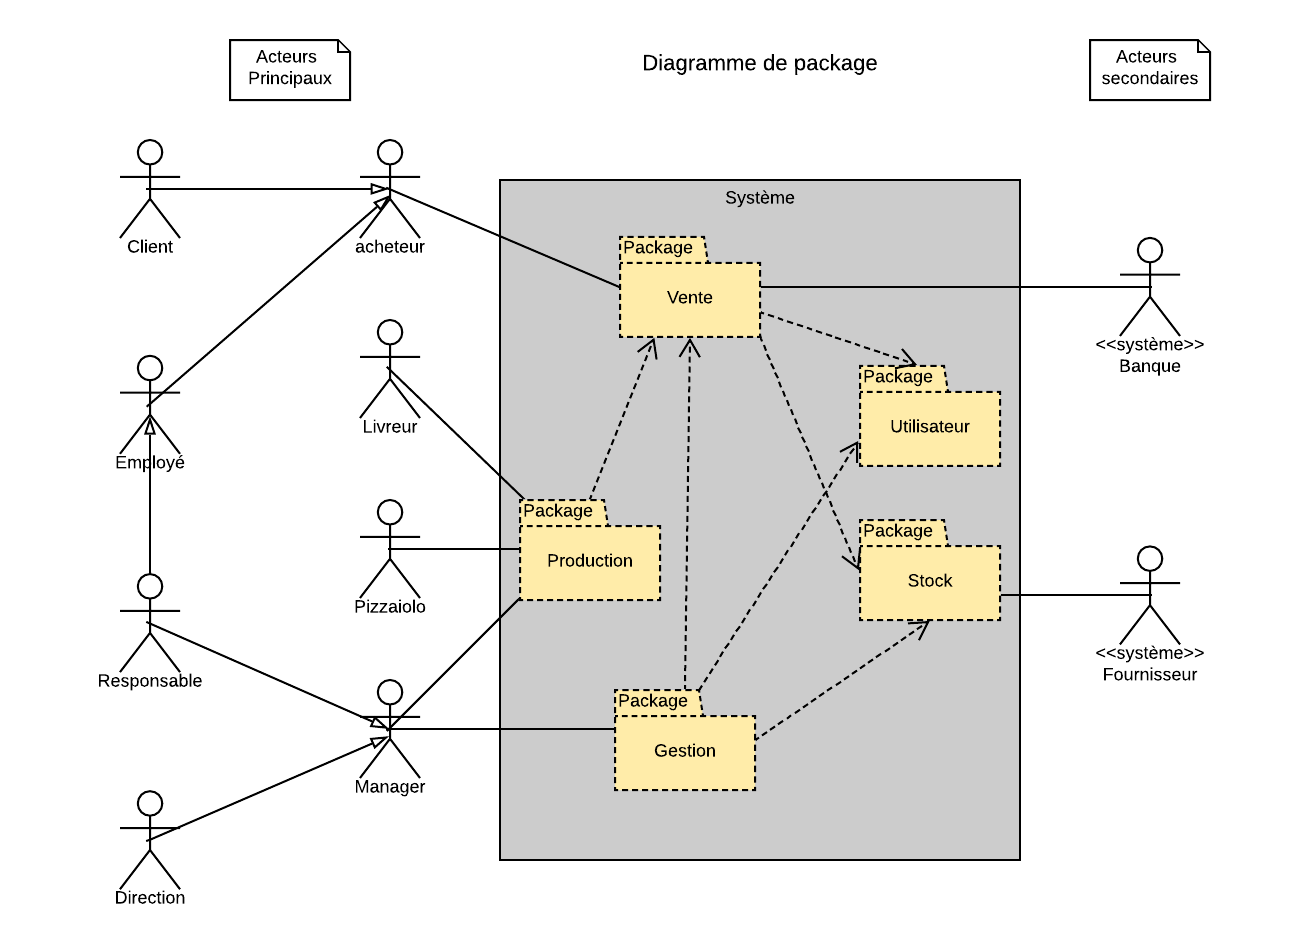 Acteurs
Principaux
Diagramme de package
Acteurs
secondaires
Client
acheteur
Système
Package
Vente
<<système>>
Banque
Livreur
Package
Utilisateur
Employé
Package
Production
Package
Stock
Pizzaiolo
<<système>>
Fournisseur
Responsable
Package
Gestion
Manager
Direction